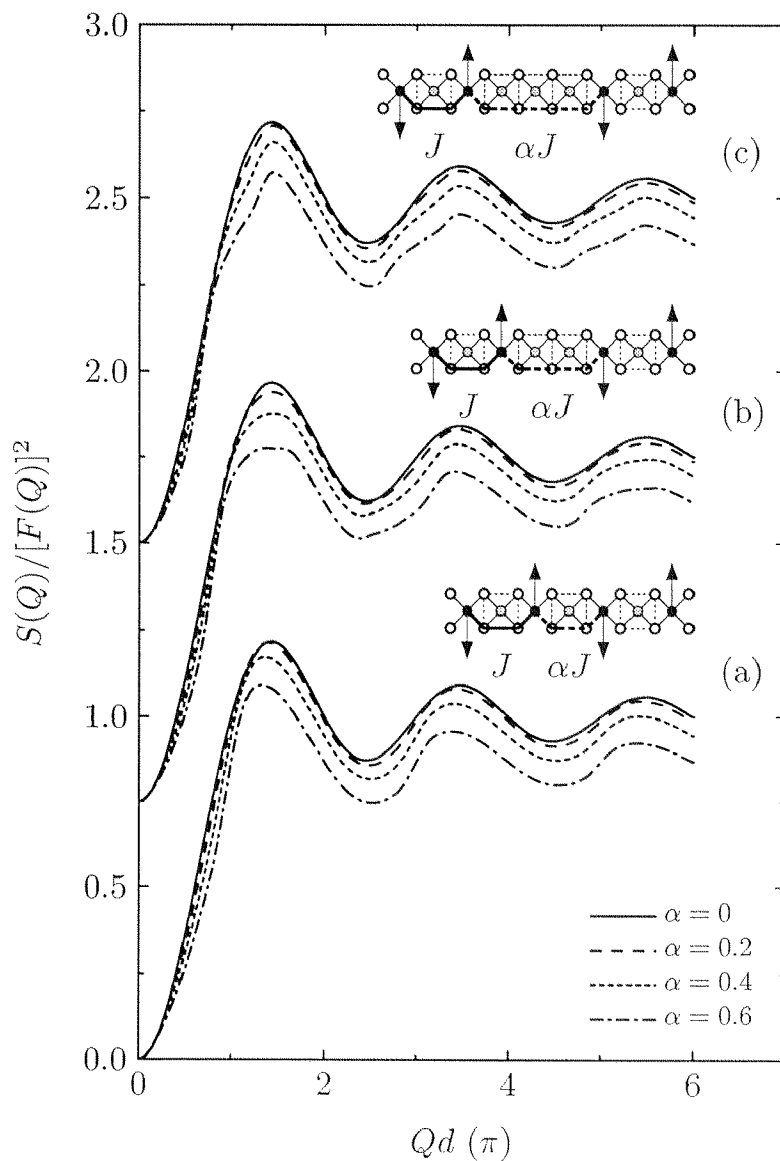 3.0
J αJ
(c)
2.5
J αJ
(b)
2.0
S(Q)/[F(Q)]²
1.5
J αJ
(a)
1.0
0.5
α = 0
α = 0.2
α = 0.4
α = 0.6
0.0
0 2 4 6
Qd (π)